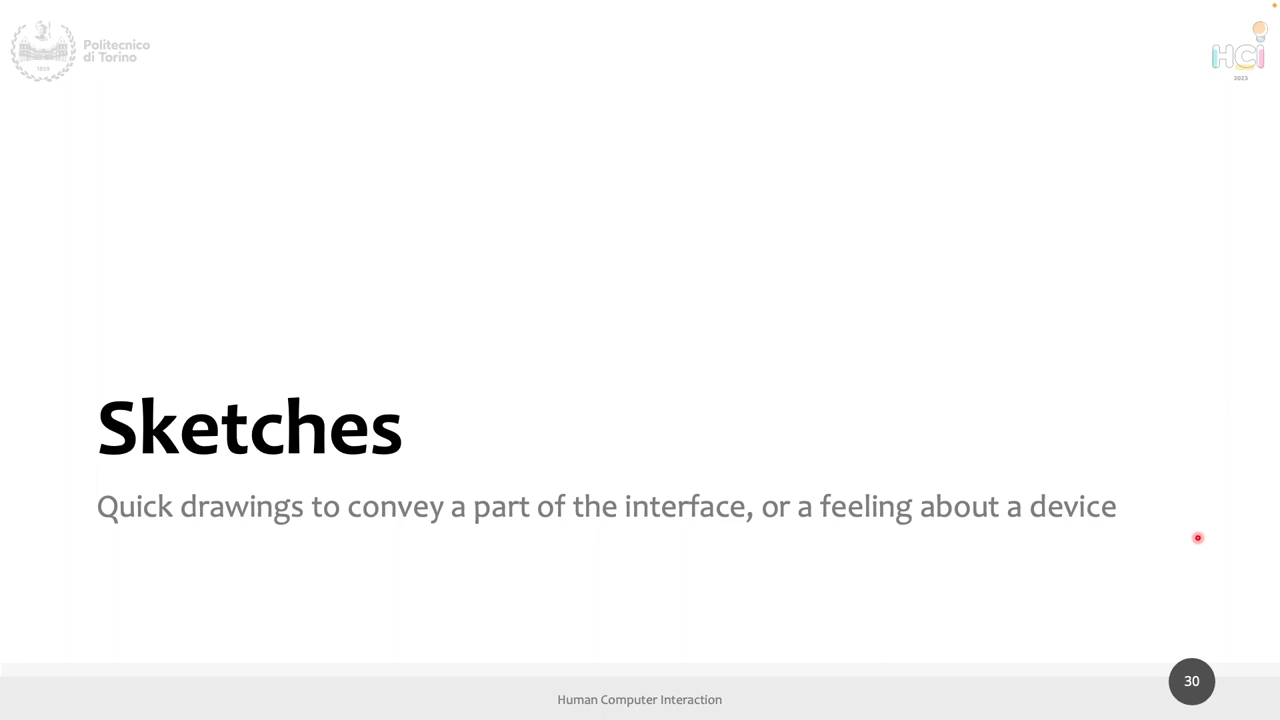 Politecnico
di Torino
1859
HCI
2023
Sketches
Quick drawings to convey a part of the interface, or a feeling about a device
Human Computer Interaction
30